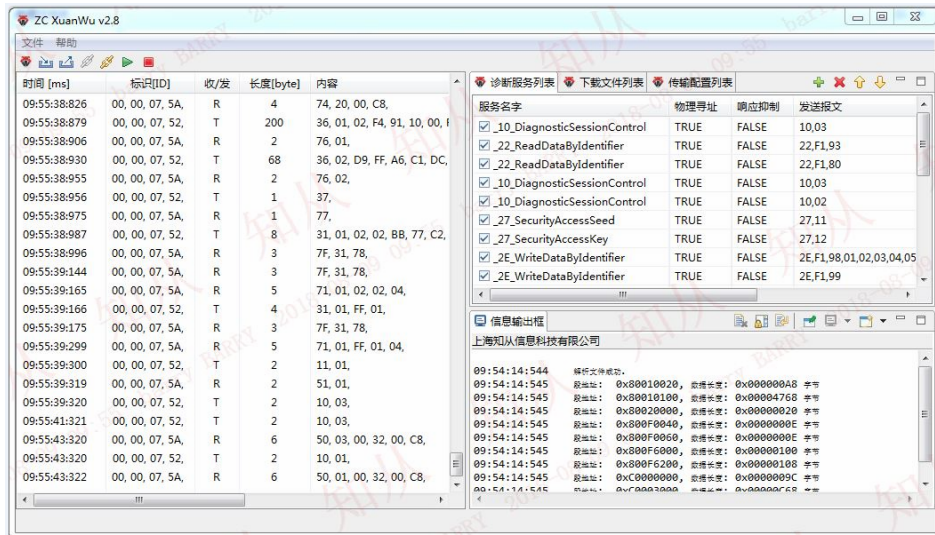 ZC XuanWu v2.8
文件 帮助
时间 [ms] 标识[ID] 收/发 长度[byte] 内容
09:55:38:826 00, 00, 07, 5A, R 4 74, 20, 00, C8,
09:55:38:879 00, 00, 07, 52, T 200 36, 01, 02, F4, 91, 10, 00, F
09:55:38:906 00, 00, 07, 5A, R 2 76, 01,
09:55:38:930 00, 00, 07, 52, T 68 36, 02, D9, FF, A6, C1, DC,
09:55:38:955 00, 00, 07, 5A, R 2 76, 02,
09:55:38:956 00, 00, 07, 52, T 1 37,
09:55:38:975 00, 00, 07, 5A, R 1 77,
09:55:38:987 00, 00, 07, 52, T 8 31, 01, 02, 02, BB, 77, C2,
09:55:38:996 00, 00, 07, 5A, R 3 7F, 31, 78,
09:55:39:144 00, 00, 07, 5A, R 3 7F, 31, 78,
09:55:39:165 00, 00, 07, 5A, R 5 71, 01, 02, 02, 04,
09:55:39:166 00, 00, 07, 52, T 4 31, 01, FF, 01,
09:55:39:175 00, 00, 07, 5A, R 3 7F, 31, 78,
09:55:39:299 00, 00, 07, 5A, R 5 71, 01, FF, 01, 04,
09:55:39:300 00, 00, 07, 52, T 2 11, 01,
09:55:39:319 00, 00, 07, 5A, R 2 51, 01,
09:55:39:320 00, 00, 07, 52, T 2 10, 03,
09:55:41:321 00, 00, 07, 52, T 2 10, 03,
09:55:43:320 00, 00, 07, 5A, R 6 50, 03, 00, 32, 00, C8,
09:55:43:320 00, 00, 07, 52, T 2 10, 01,
09:55:43:322 00, 00, 07, 5A, R 6 50, 01, 00, 32, 00, C8,
诊断服务列表 下载文件列表 传输配置列表
服务名字 物理寻址 响应抑制 发送报文
_10_DiagnosticSessionControl TRUE FALSE 10,03
_22_ReadDataByIdentifier TRUE FALSE 22,F1,93
_22_ReadDataByIdentifier TRUE FALSE 22,F1,80
_10_DiagnosticSessionControl TRUE FALSE 10,03
_10_DiagnosticSessionControl TRUE FALSE 10,02
_27_SecurityAccessSeed TRUE FALSE 27,11
_27_SecurityAccessKey TRUE FALSE 27,12
_2E_WriteDataByIdentifier TRUE FALSE 2E,F1,98,01,02,03,04,05
_2E_WriteDataByIdentifier TRUE FALSE 2E,F1,99
信息输出框
上海知从信息科技有限公司
09:54:14:544 解析文件成功.
09:54:14:545 段地址: 0x80010020, 数据长度: 0x000000A8 字节
09:54:14:545 段地址: 0x80010100, 数据长度: 0x00004768 字节
09:54:14:545 段地址: 0x80020000, 数据长度: 0x00000020 字节
09:54:14:545 段地址: 0x800F0040, 数据长度: 0x0000000E 字节
09:54:14:545 段地址: 0x800F0060, 数据长度: 0x0000000E 字节
09:54:14:545 段地址: 0x800F6000, 数据长度: 0x00000100 字节
09:54:14:545 段地址: 0x800F6200, 数据长度: 0x00000108 字节
09:54:14:545 段地址: 0xC0000000, 数据长度: 0x0000009C 字节
09:54:14:545 段地址: 0xC0003000, 数据长度: 0x00000C68 字节